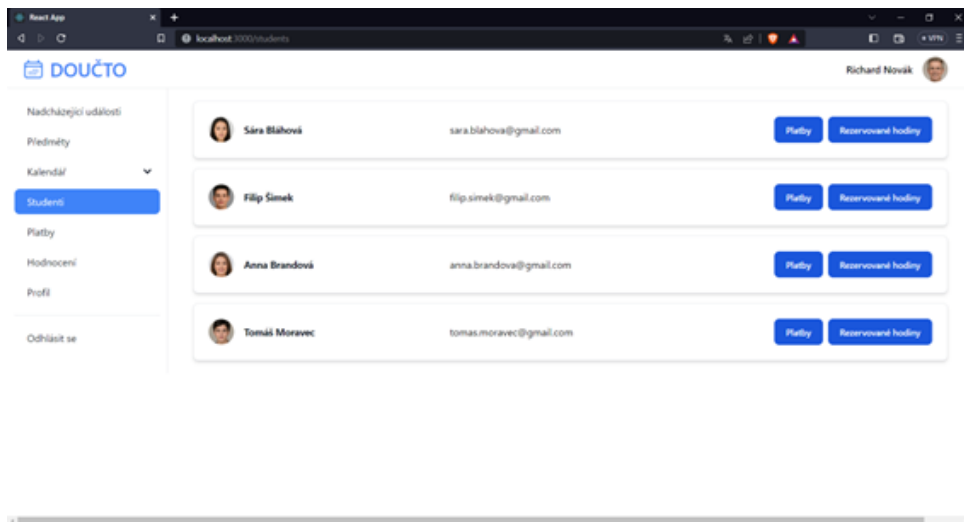 React App
localhost:3000/students
VPN
DOUČTO
Richard Novák
Nadcházející události
Předměty
Kalendář
Studenti
Platby
Hodnocení
Profil
Odhlásit se
Sára Bláhová sara.blahova@gmail.com Platby Rezervované hodiny
Filip Šimek filip.simek@gmail.com Platby Rezervované hodiny
Anna Brandová anna.brandova@gmail.com Platby Rezervované hodiny
Tomáš Moravec tomas.moravec@gmail.com Platby Rezervované hodiny